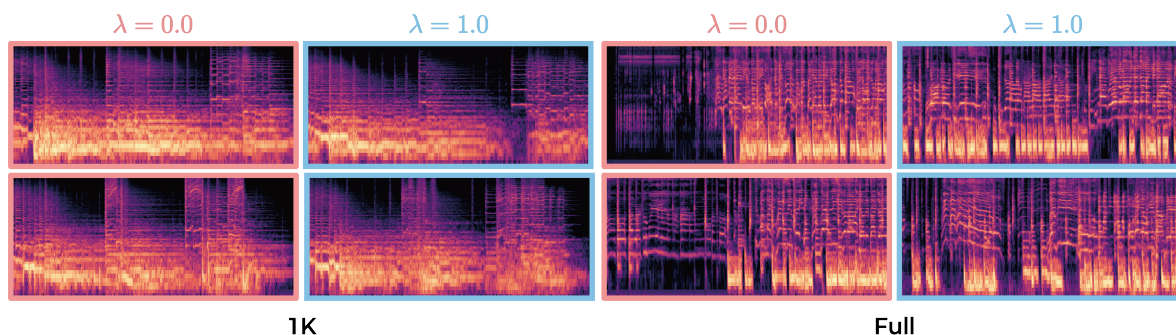 λ = 0.0 λ = 1.0 λ = 0.0 λ = 1.0
1K Full